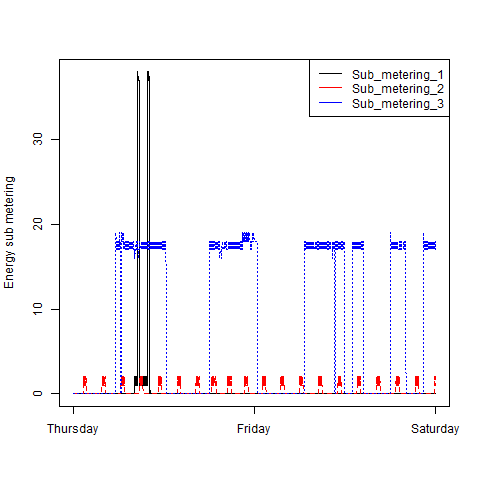 Sub_metering_1
Sub_metering_2
Sub_metering_3
Energy sub metering
30
20
10
0
Thursday Friday Saturday